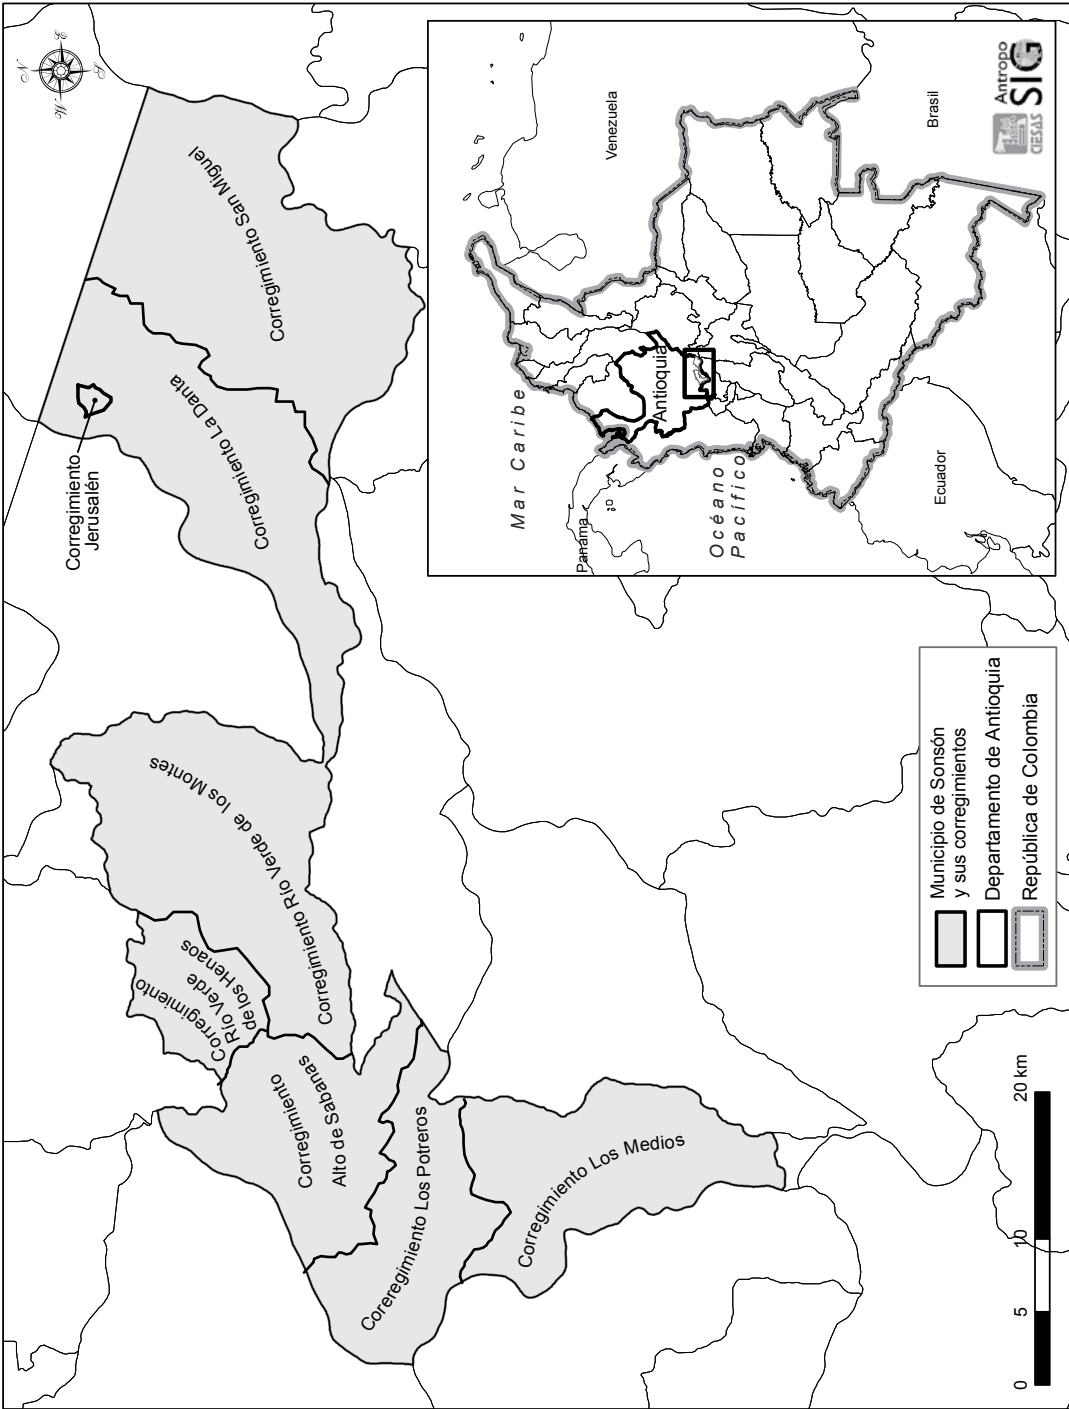 N
E
S
W
Corregimiento San Miguel
Corregimiento La Danta
Corregimiento
Jerusalén
Corregimiento Río Verde de los Montes
Corregimiento
Río Verde
de los Henaos
Corregimiento
Alto de Sabanas
Coreregimiento Los Potreros
Corregimiento Los Medios
Mar Caribe
Panamá
Océano
Pacífico
Antioquia
Venezuela
Brasil
Ecuador
CIESAS
Antropo
SIG
Municipio de Sonsón
y sus corregimientos
Departamento de Antioquia
República de Colombia
0 5 10 20 km